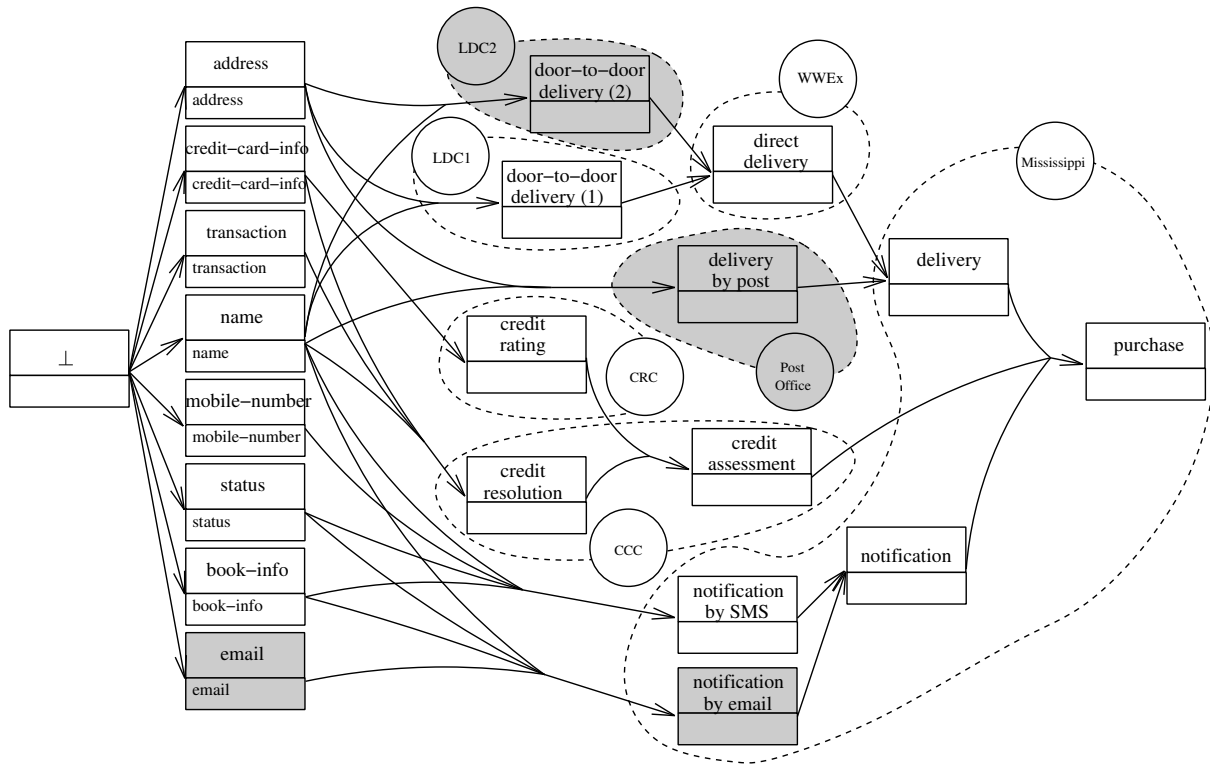 ⊥
address
address
credit−card−info
credit−card−info
transaction
transaction
name
name
mobile−number
mobile−number
status
status
book−info
book−info
email
email
LDC2
door−to−door
delivery (2)
LDC1
door−to−door
delivery (1)
WWEx
direct
delivery
delivery
by post
Post
Office
credit
rating
CRC
credit
resolution
credit
assessment
CCC
notification
by SMS
notification
by email
notification
Mississippi
delivery
purchase